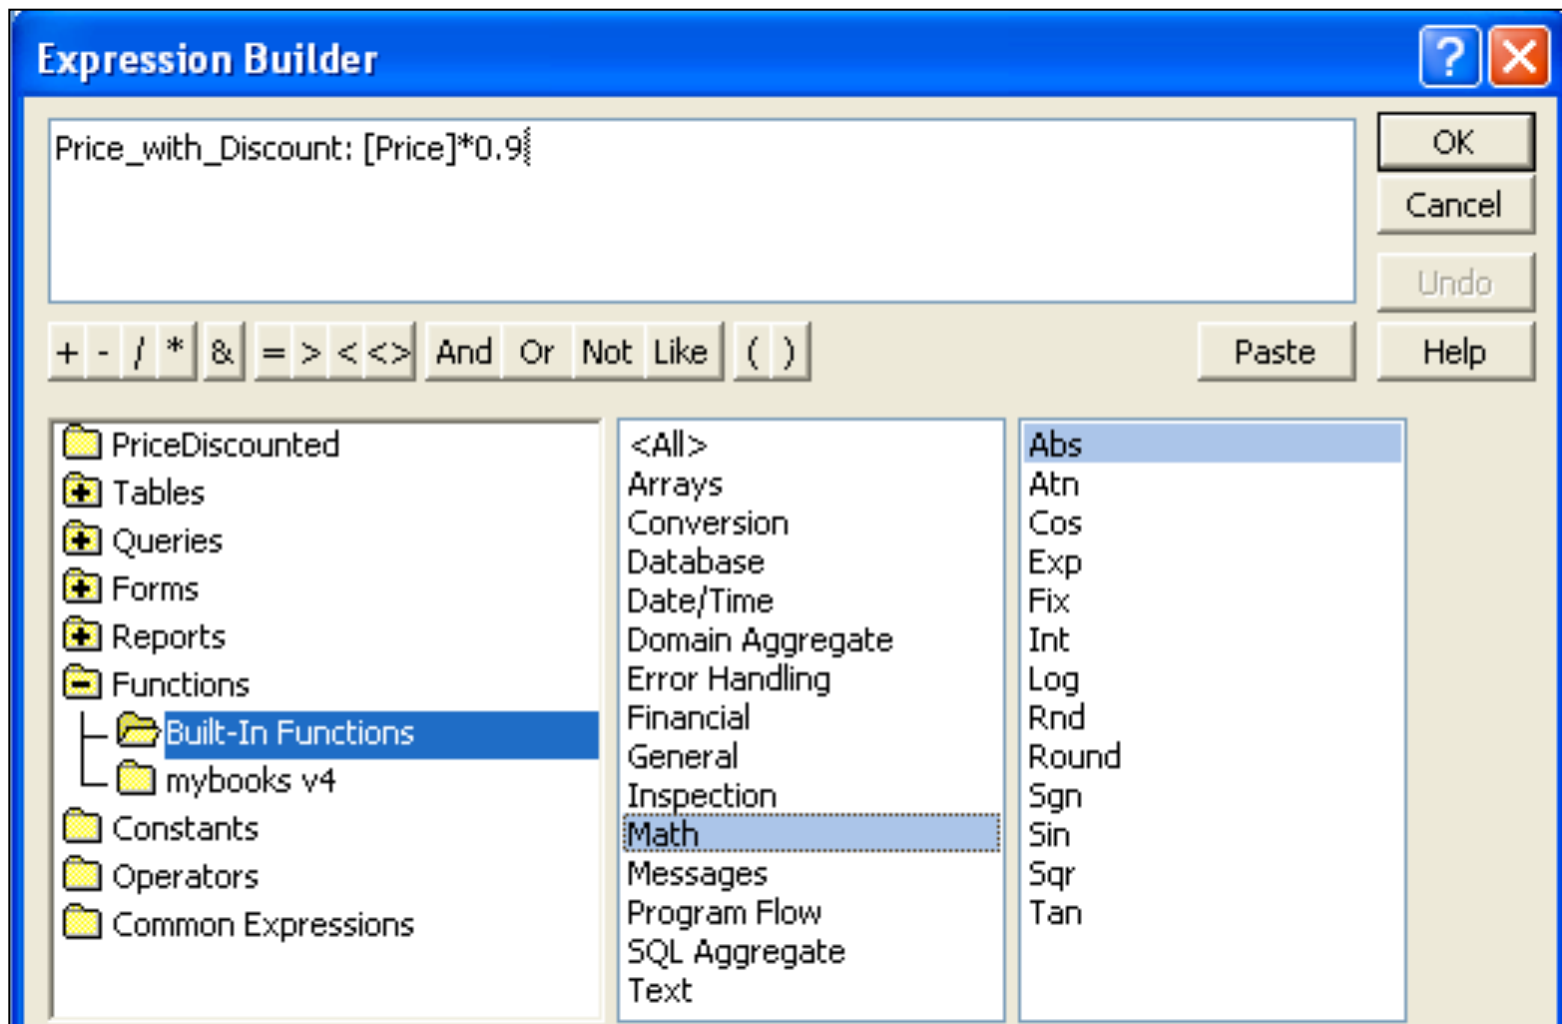 Expression Builder
?
Price_with_Discount: [Price]*0.9
OK
Cancel
Undo
+ - / * & = > < <> And Or Not Like ( )
Paste
Help
PriceDiscounted
Tables
Queries
Forms
Reports
Functions
Built-In Functions
mybooks v4
Constants
Operators
Common Expressions
<All>
Arrays
Conversion
Database
Date/Time
Domain Aggregate
Error Handling
Financial
General
Inspection
Math
Messages
Program Flow
SQL Aggregate
Text
Abs
Atn
Cos
Exp
Fix
Int
Log
Rnd
Round
Sgn
Sin
Sqr
Tan